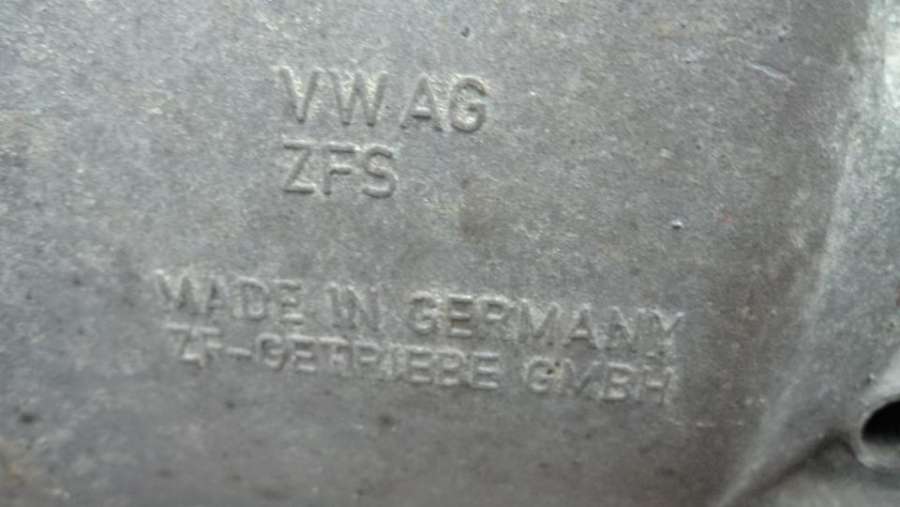 VW AG
ZFS
MADE IN GERMANY
ZF-GETRIEBE GMBH